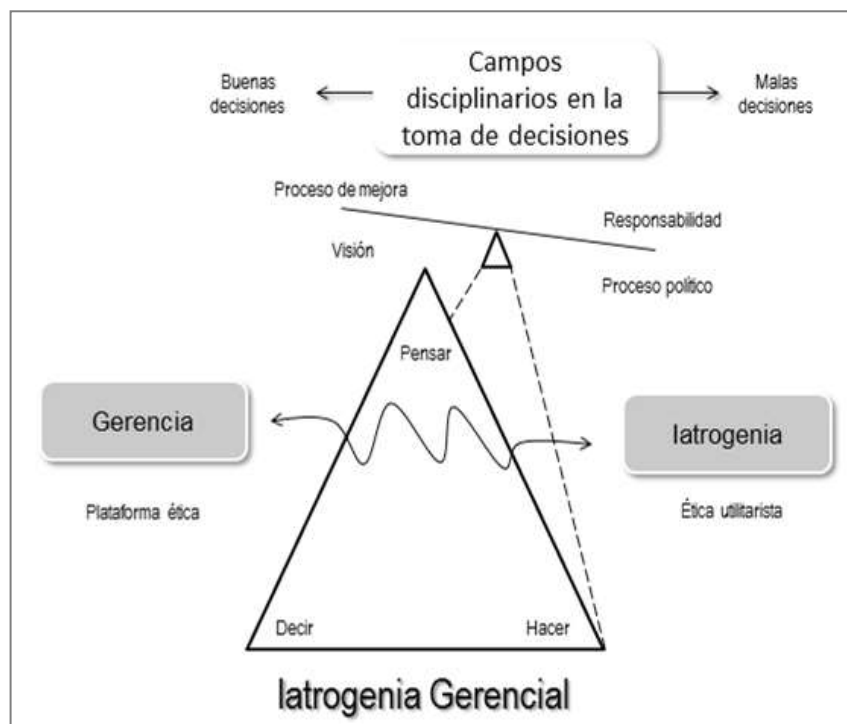 Campos
disciplinarios en la
toma de decisiones
Buenas
decisiones
Malas
decisiones
Proceso de mejora
Responsabilidad
Visión
Proceso político
Pensar
Gerencia
Iatrogenia
Plataforma ética
Ética utilitarista
Decir
Hacer
Iatrogenia Gerencial